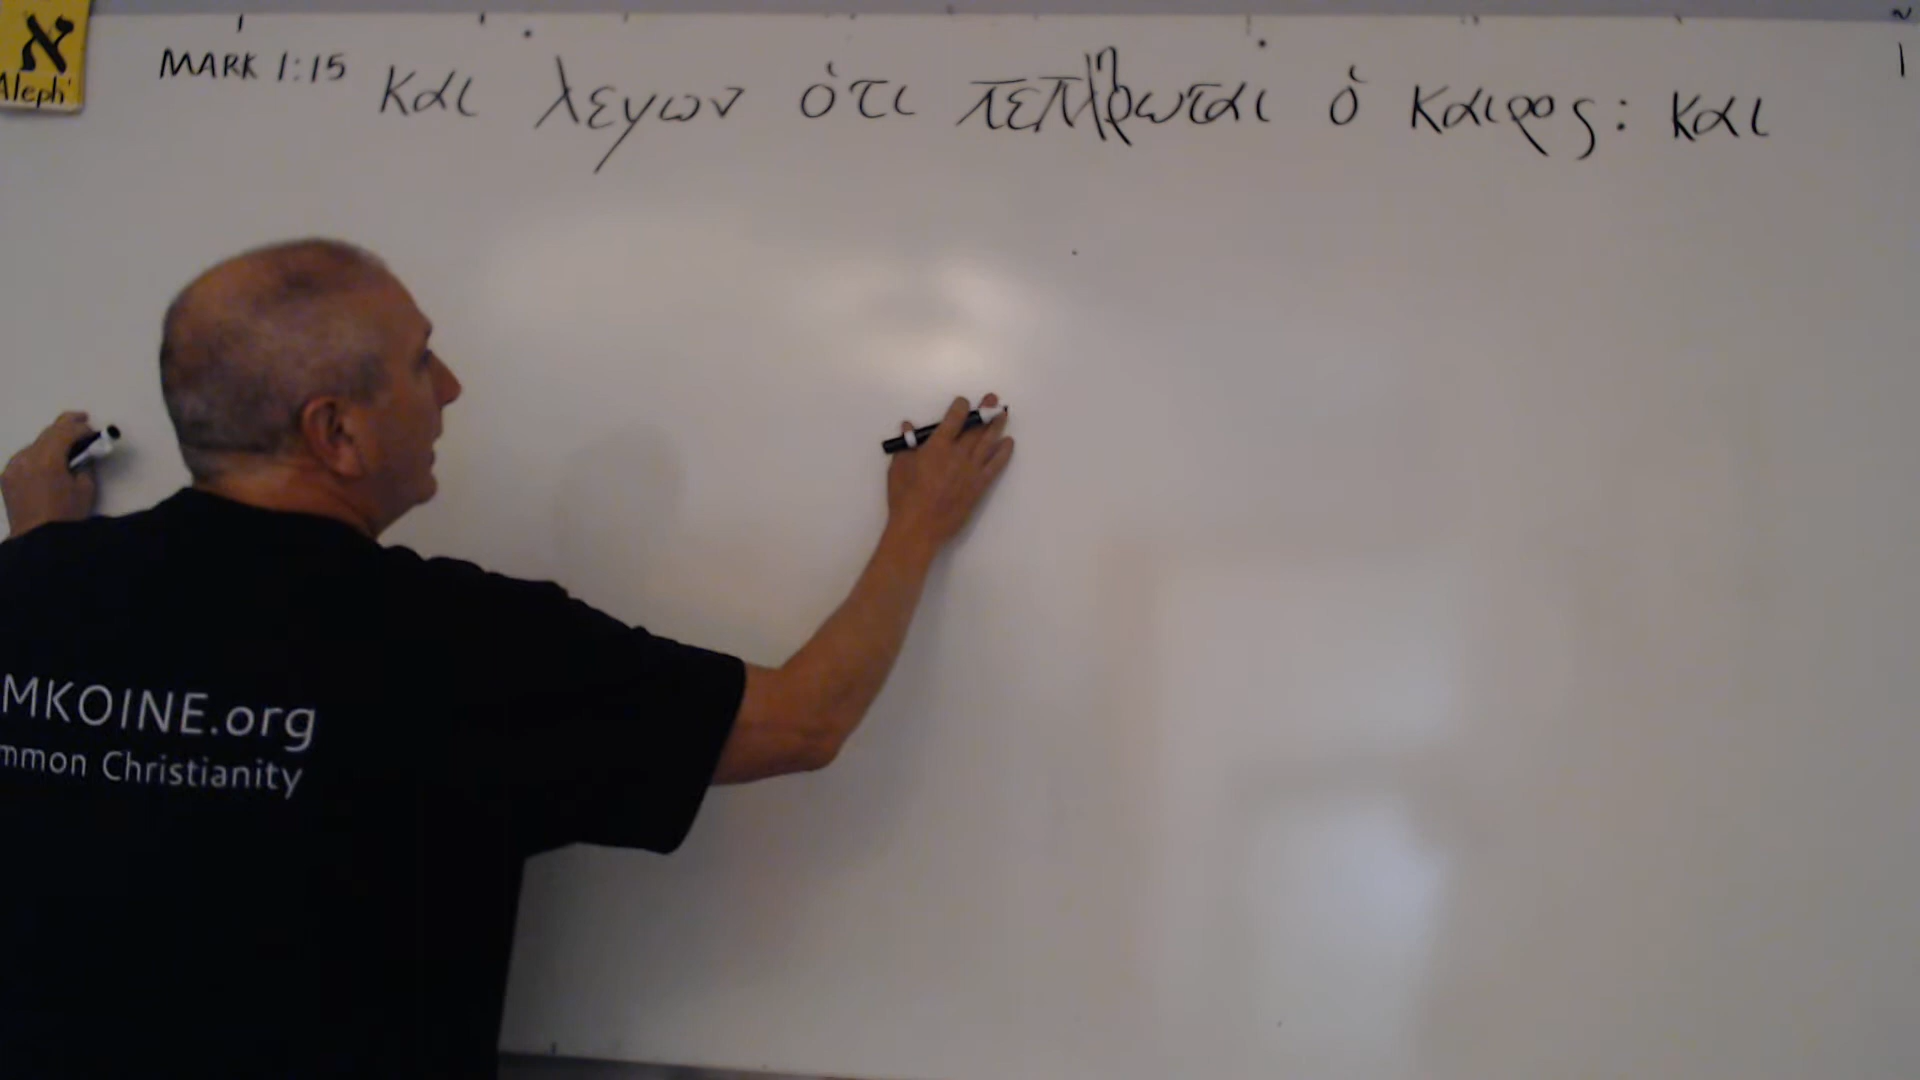 א
Aleph
MARK 1:15 και λεγων ὁτι πεπληρωται ὁ καιρος: και
MKOINE.org
mmon Christianity